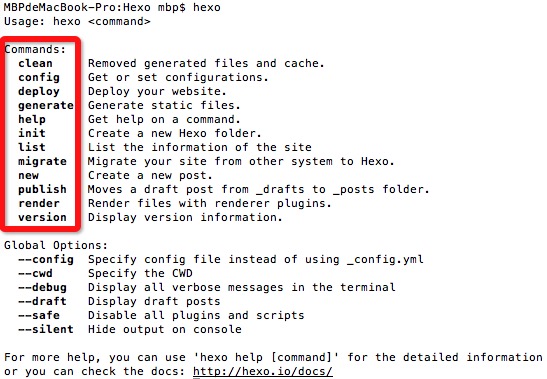 MBPdeMacBook-Pro:Hexo mbp$ hexo
Usage: hexo <command>
Commands:
clean Removed generated files and cache.
config Get or set configurations.
deploy Deploy your website.
generate Generate static files.
help Get help on a command.
init Create a new Hexo folder.
list List the information of the site
migrate Migrate your site from other system to Hexo.
new Create a new post.
publish Moves a draft post from _drafts to _posts folder.
render Render files with renderer plugins.
version Display version information.
Global Options:
--config Specify config file instead of using _config.yml
--cwd Specify the CWD
--debug Display all verbose messages in the terminal
--draft Display draft posts
--safe Disable all plugins and scripts
--silent Hide output on console
For more help, you can use 'hexo help [command]' for the detailed information
or you can check the docs: http://hexo.io/docs/